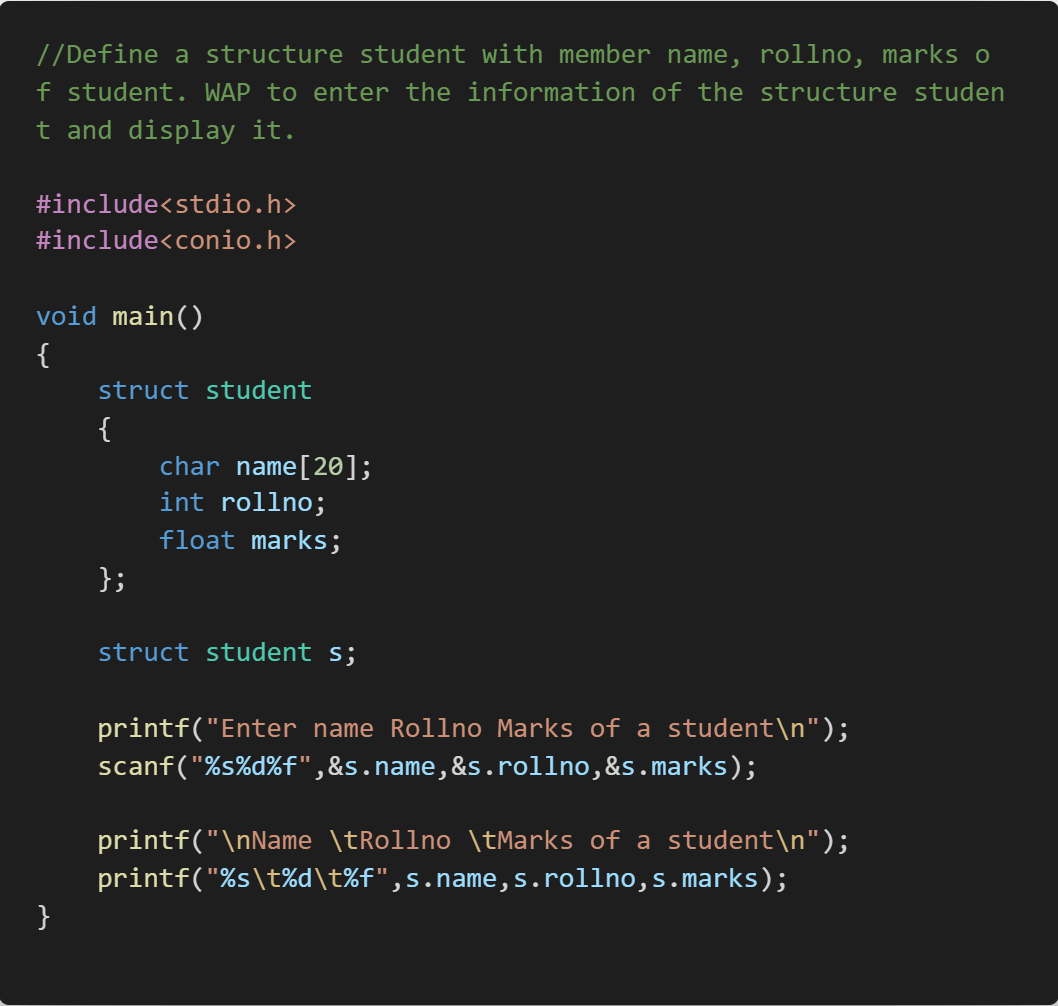 //Define a structure student with member name, rollno, marks o
f student. WAP to enter the information of the structure studen
t and display it.

#include<stdio.h>
#include<conio.h>

void main()
{
    struct student
    {
        char name[20];
        int rollno;
        float marks;
    };

    struct student s;

    printf("Enter name Rollno Marks of a student\n");
    scanf("%s%d%f",&s.name,&s.rollno,&s.marks);

    printf("\nName \tRollno \tMarks of a student\n");
    printf("%s\t%d\t%f",s.name,s.rollno,s.marks);
}